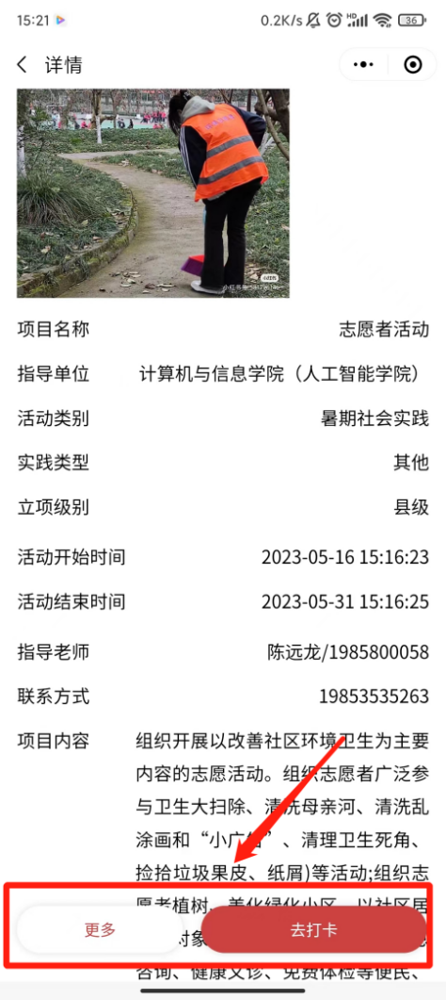 15:21
0.2K/s
HD
36
详情
小红书
项目名称
志愿者活动
指导单位
计算机与信息学院（人工智能学院）
活动类别
暑期社会实践
实践类型
其他
立项级别
县级
活动开始时间
2023-05-16 15:16:23
活动结束时间
2023-05-31 15:16:25
指导老师
陈远龙/1985800058
联系方式
19853535263
项目内容
组织开展以改善社区环境卫生为主要
内容的志愿活动。组织志愿者广泛参
与卫生大扫除、清洗母亲河、清洗乱
涂画和“小广告”、清理卫生死角、
捡拾垃圾果皮、纸屑)等活动;组织志
愿者植树、美化绿化小区。以社区居
对象
更多
去打卡
咨询、健康义诊、免费体检等便民、